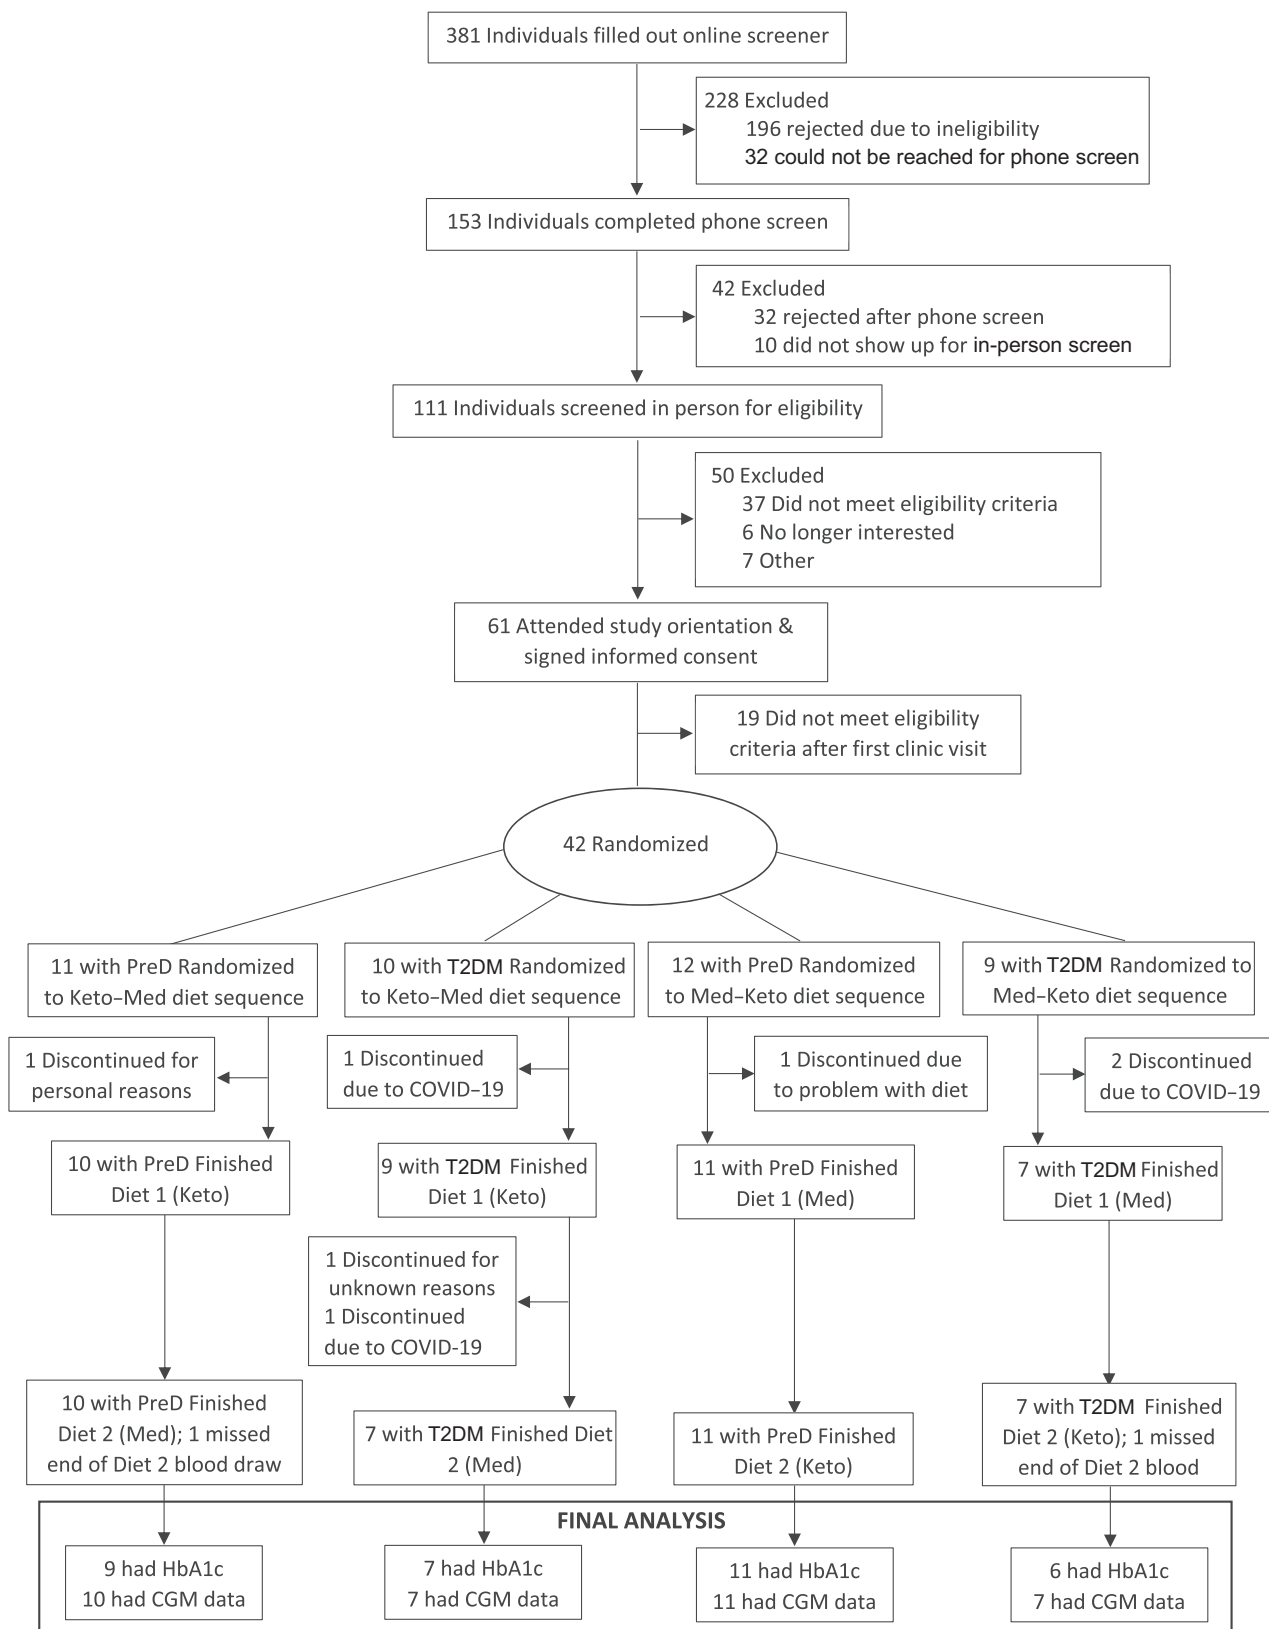 381 Individuals filled out online screener
228 Excluded
196 rejected due to ineligibility
32 could not be reached for phone screen
153 Individuals completed phone screen
42 Excluded
32 rejected after phone screen
10 did not show up for in-person screen
111 Individuals screened in person for eligibility
50 Excluded
37 Did not meet eligibility criteria
6 No longer interested
7 Other
61 Attended study orientation &
signed informed consent
19 Did not meet eligibility
criteria after first clinic visit
42 Randomized
11 with PreD Randomized
to Keto–Med diet sequence
10 with T2DM Randomized
to Keto–Med diet sequence
12 with PreD Randomized
to Med–Keto diet sequence
9 with T2DM Randomized to
Med–Keto diet sequence
1 Discontinued for
personal reasons
1 Discontinued
due to COVID–19
1 Discontinued due
to problem with diet
2 Discontinued
due to COVID–19
10 with PreD Finished
Diet 1 (Keto)
9 with T2DM Finished
Diet 1 (Keto)
11 with PreD Finished
Diet 1 (Med)
7 with T2DM Finished
Diet 1 (Med)
1 Discontinued for
unknown reasons
1 Discontinued
due to COVID-19
10 with PreD Finished
Diet 2 (Med); 1 missed
end of Diet 2 blood draw
7 with T2DM Finished Diet
2 (Med)
11 with PreD Finished
Diet 2 (Keto)
7 with T2DM Finished
Diet 2 (Keto); 1 missed
end of Diet 2 blood
FINAL ANALYSIS
9 had HbA1c
10 had CGM data
7 had HbA1c
7 had CGM data
11 had HbA1c
11 had CGM data
6 had HbA1c
7 had CGM data